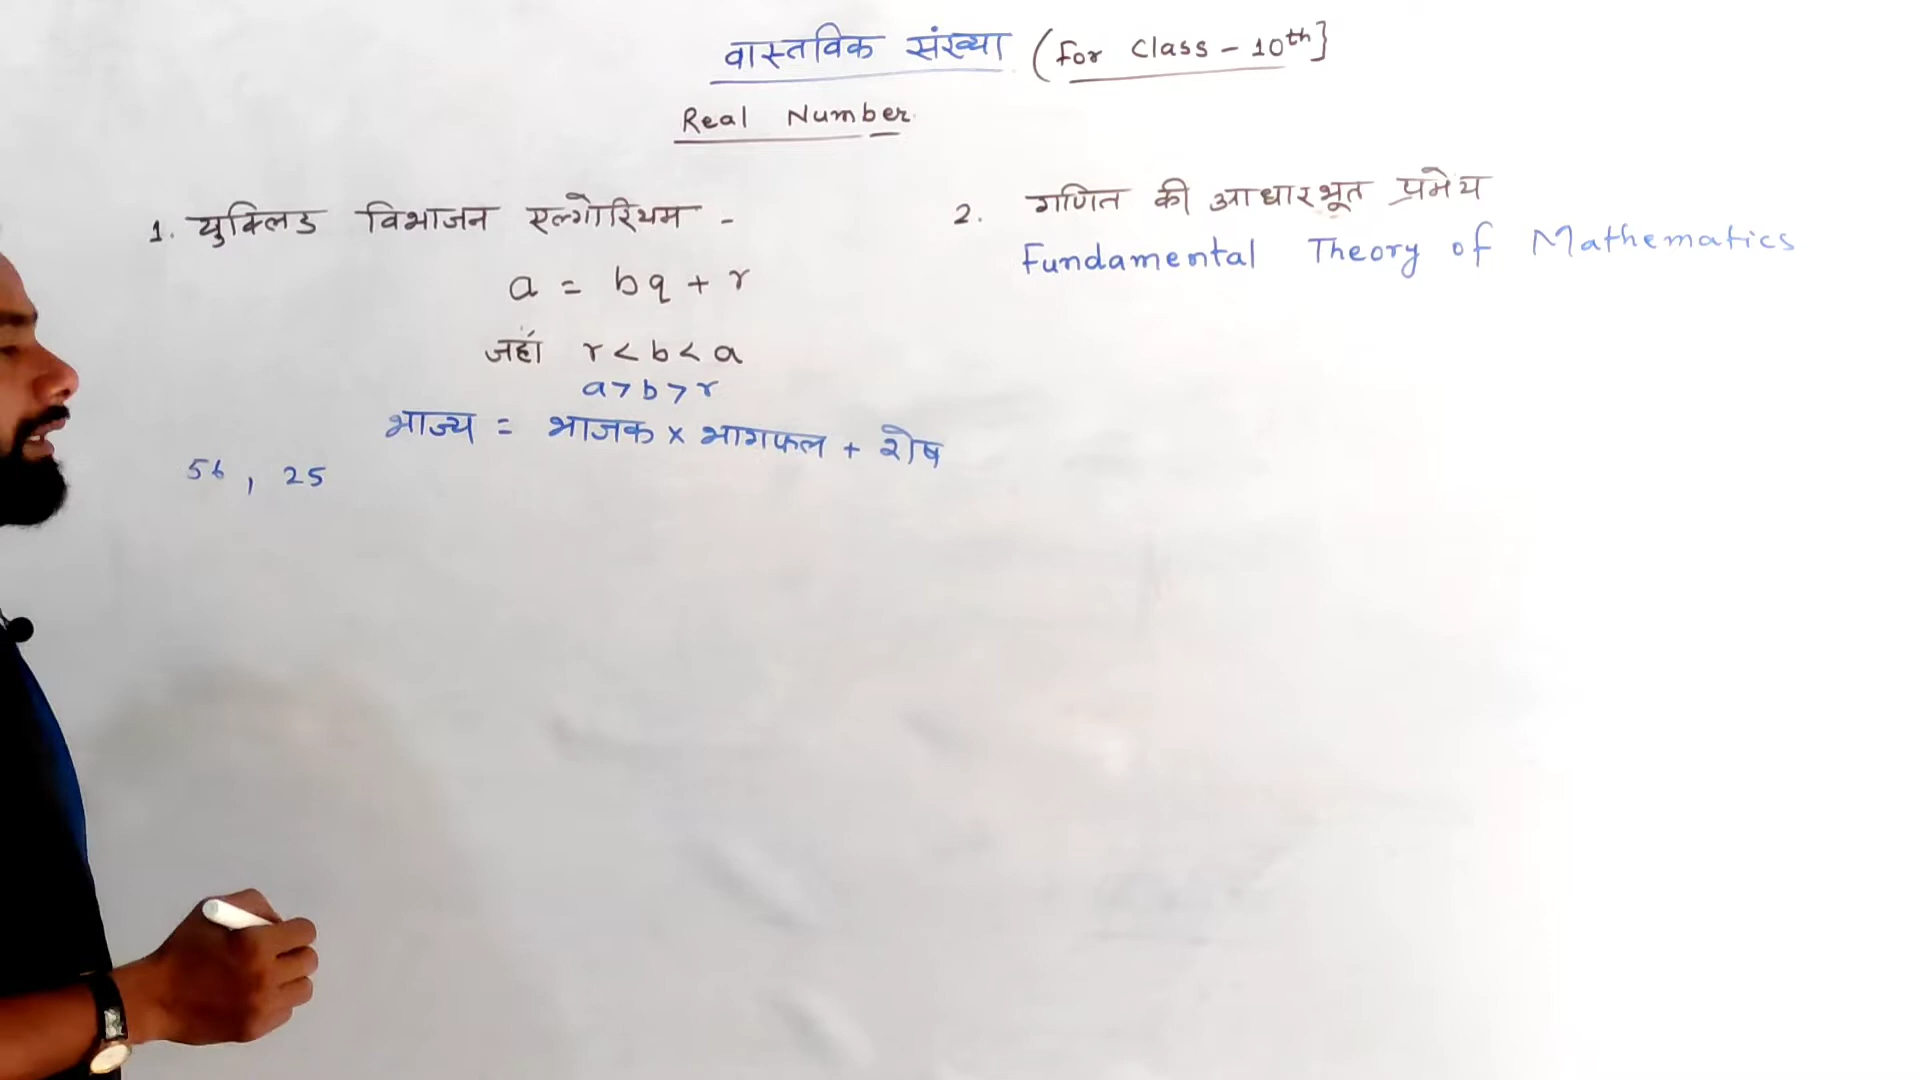 वास्तविक संख्या (For Class - 10th]
Real Number
1. युक्लिड विभाजन एल्गोरियम -
a = bq + r
जहाँ r < b < a
a > b > r
भाज्य = भाजक × भागफल + शेष
56, 25
2. गणित की आधारभूत प्रमेय
Fundamental Theory of Mathematics